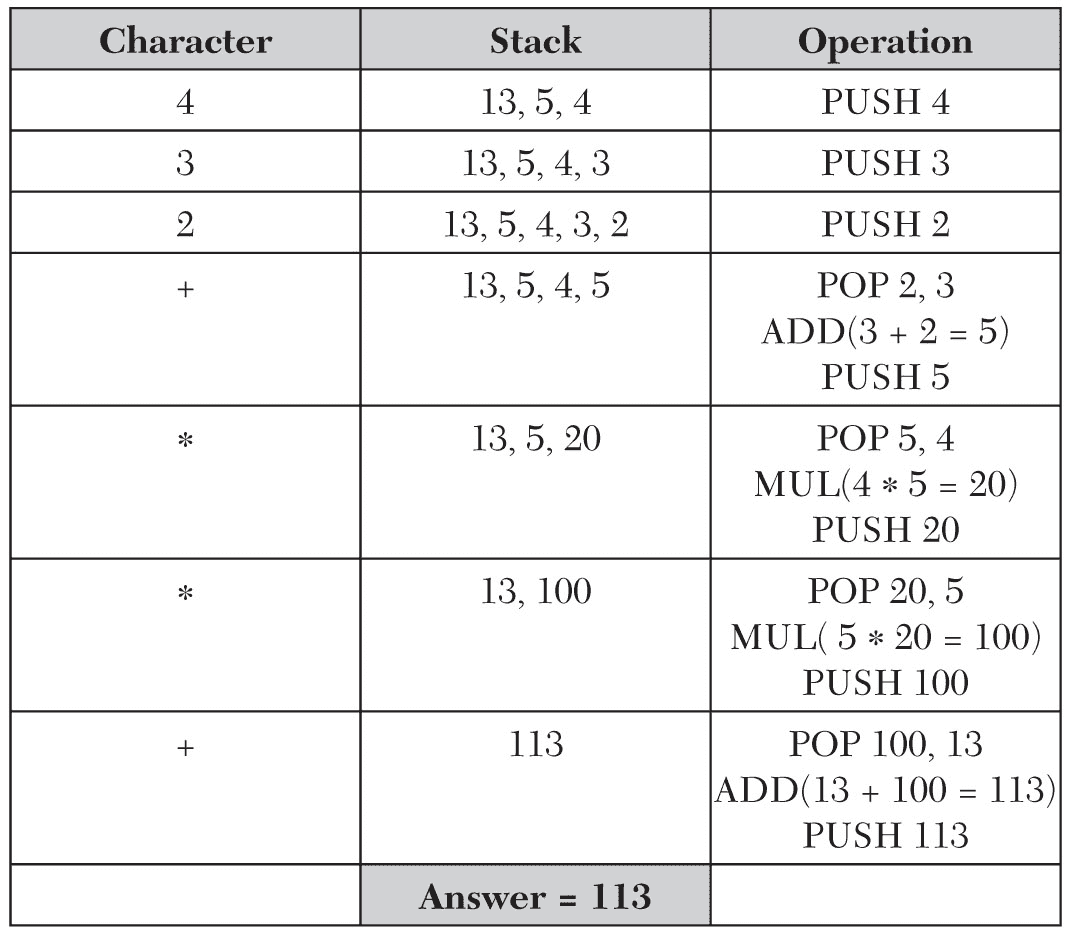 Character Stack Operation
4 13, 5, 4 PUSH 4
3 13, 5, 4, 3 PUSH 3
2 13, 5, 4, 3, 2 PUSH 2
+ 13, 5, 4, 5 POP 2, 3
ADD(3 + 2 = 5)
PUSH 5
* 13, 5, 20 POP 5, 4
MUL(4 * 5 = 20)
PUSH 20
* 13, 100 POP 20, 5
MUL( 5 * 20 = 100)
PUSH 100
+ 113 POP 100, 13
ADD(13 + 100 = 113)
PUSH 113
Answer = 113